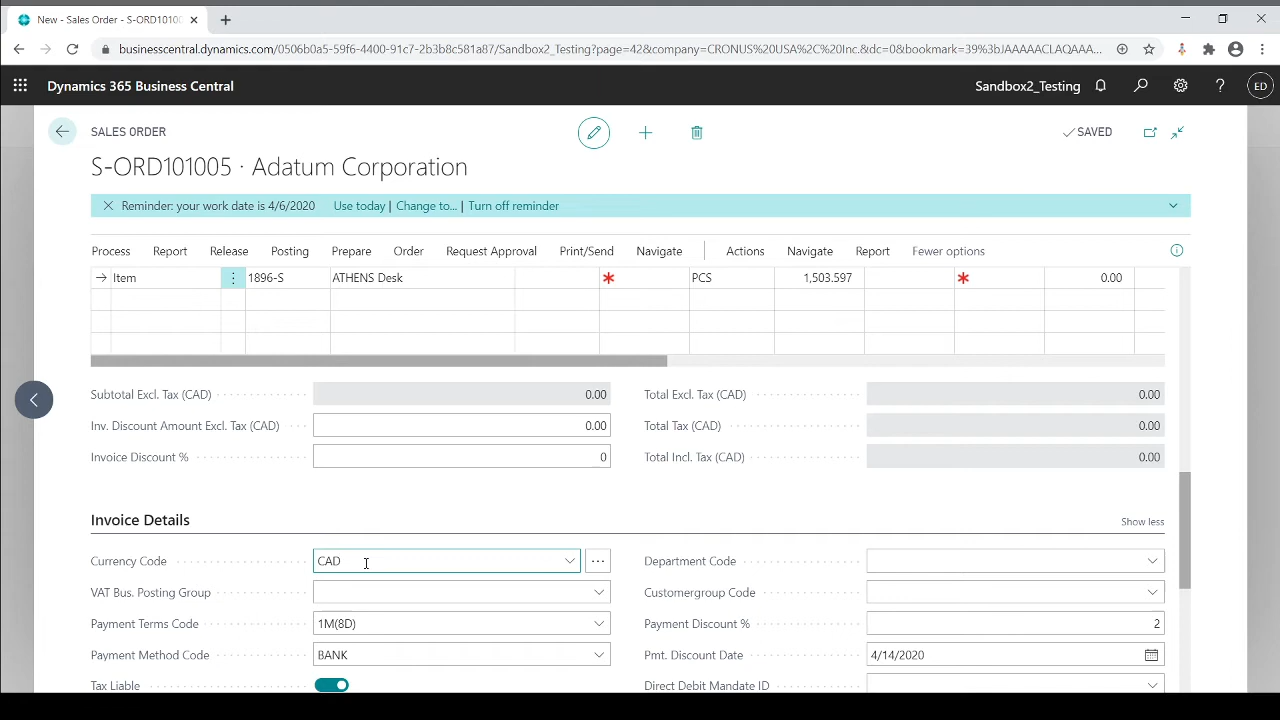 New - Sales Order - S-ORD10100
businesscentral.dynamics.com/0506b0a5-59f6-4400-91c7-2b3b8c581a87/Sandbox2_Testing?page=42&company=CRONUS%20USA%2C%20Inc.&dc=0&bookmark=39%3bJAAAAACLAQAAA...
Dynamics 365 Business Central
Sandbox2_Testing
?
ED
SALES ORDER
SAVED
S-ORD101005 · Adatum Corporation
Reminder: your work date is 4/6/2020 Use today | Change to... | Turn off reminder
Process Report Release Posting Prepare Order Request Approval Print/Send Navigate | Actions Navigate Report Fewer options
Item 1896-S ATHENS Desk * PCS 1,503.597 * 0.00
Subtotal Excl. Tax (CAD) 0.00 Total Excl. Tax (CAD) 0.00
Inv. Discount Amount Excl. Tax (CAD) 0.00 Total Tax (CAD) 0.00
Invoice Discount % 0 Total Incl. Tax (CAD) 0.00
Invoice Details
Show less
Currency Code CAD ... Department Code
VAT Bus. Posting Group Customergroup Code
Payment Terms Code 1M(8D) Payment Discount % 2
Payment Method Code BANK Pmt. Discount Date 4/14/2020
Tax Liable Direct Debit Mandate ID